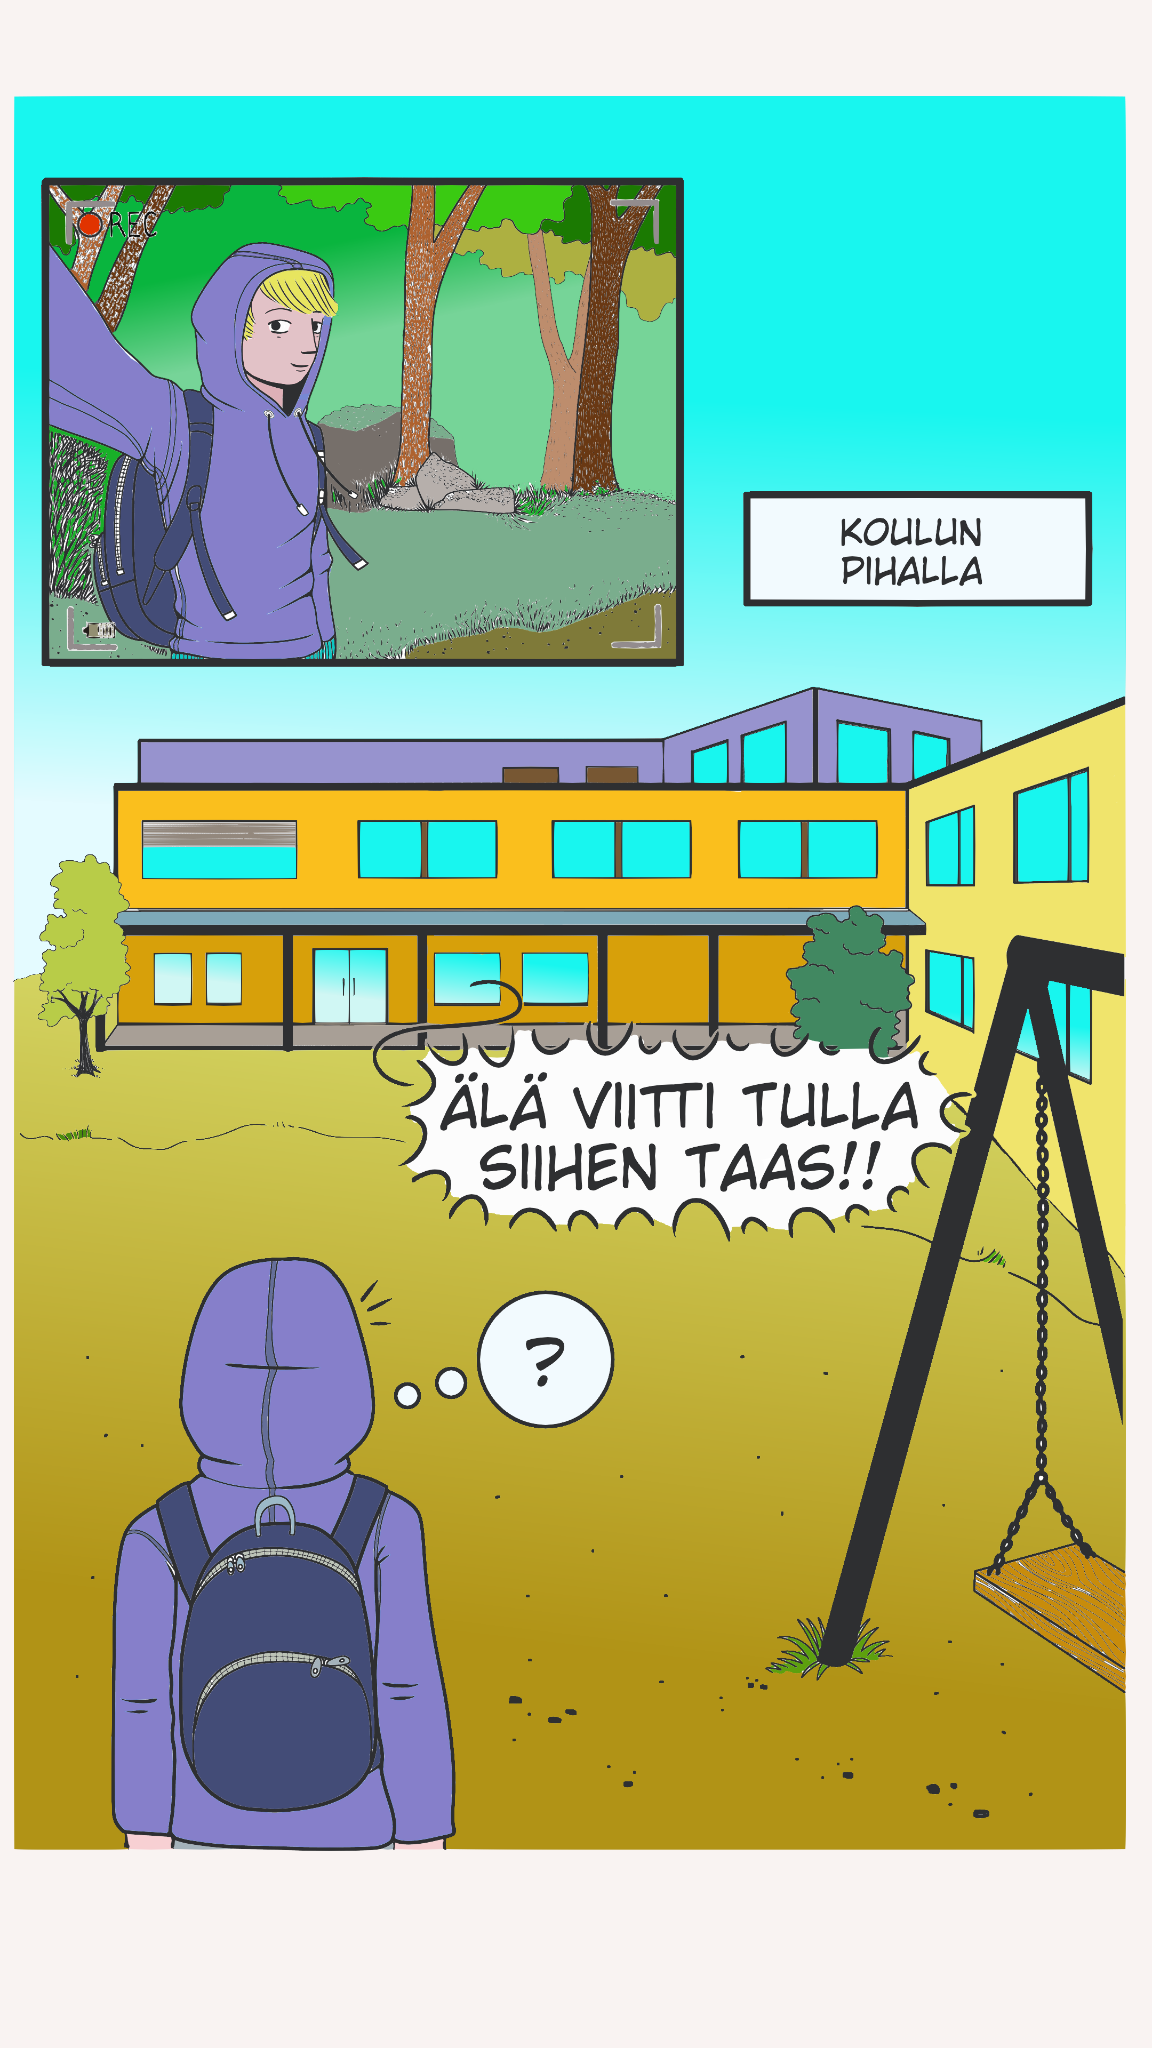 REC
KOULUN
PIHALLA
ÄLÄ VIITTI TULLA
SIIHEN TAAS!!
?